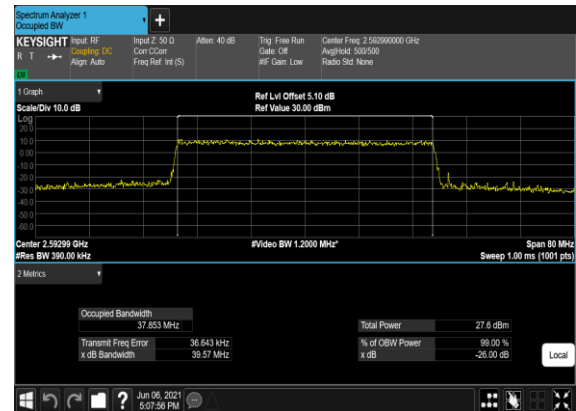 Spectrum Analyzer 1
Occupied BW
KEYSIGHT
R T
LXI
Input: RF
Coupling: DC
Align: Auto
Input Z: 50 Ω
Corr CCorr
Freq Ref: Int (S)
Atten: 40 dB
Trig: Free Run
Gate: Off
#IF Gain: Low
Center Freq: 2.592990000 GHz
Avg|Hold: 500/500
Radio Std: None
1 Graph
Scale/Div 10.0 dB
Ref Lvl Offset 5.10 dB
Ref Value 30.00 dBm
Log
20.0
10.0
0.00
-10.0
-20.0
-30.0
-40.0
-50.0
-60.0
Center 2.59299 GHz
#Res BW 390.00 kHz
#Video BW 1.2000 MHz*
Span 80 MHz
Sweep 1.00 ms (1001 pts)
2 Metrics
Occupied Bandwidth
37.853 MHz
Transmit Freq Error 36.643 kHz
x dB Bandwidth 39.57 MHz
Total Power 27.6 dBm
% of OBW Power 99.00 %
x dB -26.00 dB
Local
?
Jun 06, 2021
5:07:56 PM